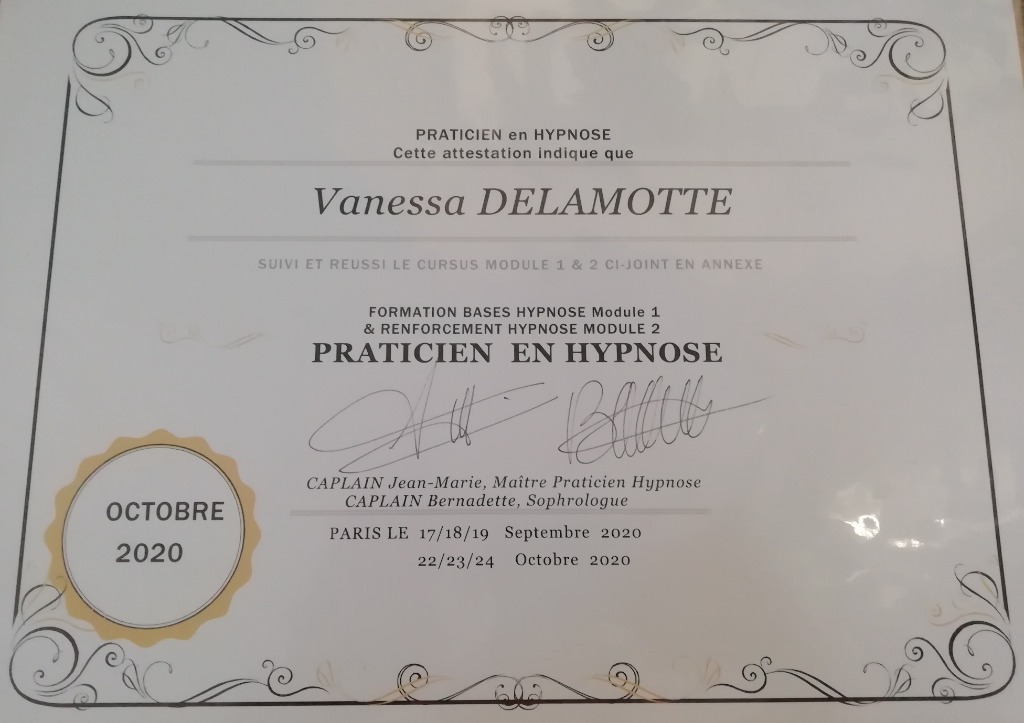 PRATICIEN en HYPNOSE
Cette attestation indique que
Vanessa DELAMOTTE
SUIVI ET REUSSI LE CURSUS MODULE 1 & 2 CI-JOINT EN ANNEXE
FORMATION BASES HYPNOSE Module 1
& RENFORCEMENT HYPNOSE MODULE 2
PRATICIEN EN HYPNOSE
CAPLAIN Jean-Marie, Maître Praticien Hypnose
CAPLAIN Bernadette, Sophrologue
PARIS LE 17/18/19 Septembre 2020
22/23/24 Octobre 2020
OCTOBRE
2020